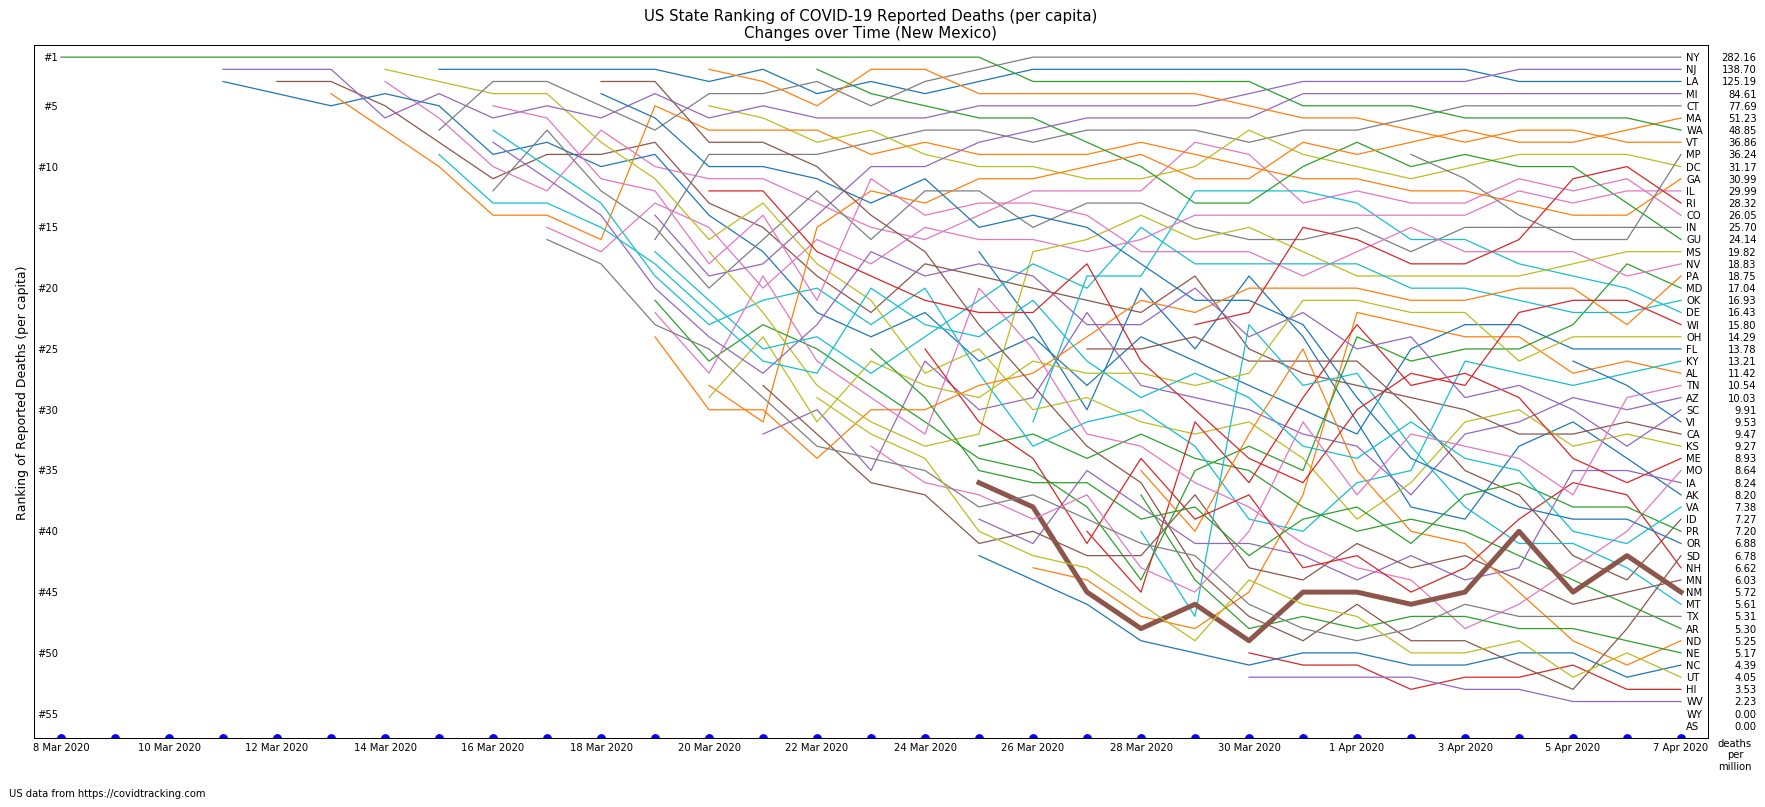 US State Ranking of COVID-19 Reported Deaths (per capita)
Changes over Time (New Mexico)
Ranking of Reported Deaths (per capita)
#1
#5
#10
#15
#20
#25
#30
#35
#40
#45
#50
#55
NY 282.16
NJ 138.70
LA 125.19
MI 84.61
CT 77.69
MA 51.23
WA 48.85
VT 36.86
MP 36.24
DC 31.17
GA 30.99
IL 29.99
RI 28.32
CO 26.05
IN 25.70
GU 24.14
MS 19.82
NV 18.83
PA 18.75
MD 17.04
OK 16.93
DE 16.43
WI 15.80
OH 14.29
FL 13.78
KY 13.21
AL 11.42
TN 10.54
AZ 10.03
SC 9.91
VI 9.53
CA 9.47
KS 9.27
ME 8.93
MO 8.64
IA 8.24
AK 8.20
VA 7.38
ID 7.27
PR 7.20
OR 6.88
SD 6.78
NH 6.62
MN 6.03
NM 5.72
MT 5.61
TX 5.31
AR 5.30
ND 5.25
NE 5.17
NC 4.39
UT 4.05
HI 3.53
WV 2.23
WY 0.00
AS 0.00
8 Mar 2020 10 Mar 2020 12 Mar 2020 14 Mar 2020 16 Mar 2020 18 Mar 2020 20 Mar 2020 22 Mar 2020 24 Mar 2020 26 Mar 2020 28 Mar 2020 30 Mar 2020 1 Apr 2020 3 Apr 2020 5 Apr 2020 7 Apr 2020
deaths
per
million
US data from https://covidtracking.com